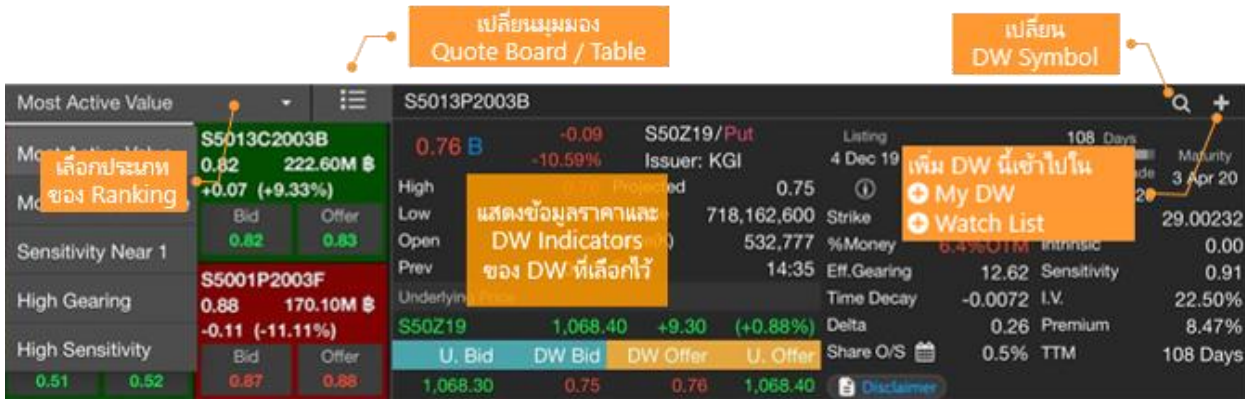 เปลี่ยนมุมมอง
Quote Board / Table
เปลี่ยน
DW Symbol
Most Active Value
S5013P2003B
เลือกประเภท
ของ Ranking
Sensitivity Near 1
High Gearing
High Sensitivity
0.51 0.52
S5013C2003B
0.82 222.60M ฿
+0.07 (+9.33%)
Bid Offer
0.82 0.83
S5001P2003F
0.88 170.10M ฿
-0.11 (-11.11%)
Bid Offer
0.87 0.88
0.76 B -0.09 S50Z19/Put
-10.59% Issuer: KGI
High Projected 0.75
Low 718,162,600
Open 532,777
Prev 14:35
แสดงข้อมูลราคาและ
DW Indicators
ของ DW ที่เลือกไว้
Underlying Price
S50Z19 1,068.40 +9.30 (+0.88%)
U. Bid DW Bid DW Offer U. Offer
1,068.30 0.75 0.76 1,068.40
Listing 108 Days
4 Dec 19 Maturity
3 Apr 20
เพิ่ม DW นี้เข้าไปใน
My DW
Watch List
Strike 29.00232
%Money 6.4%OTM Intrinsic 0.00
Eff.Gearing 12.62 Sensitivity 0.91
Time Decay -0.0072 I.V. 22.50%
Delta 0.26 Premium 8.47%
Share O/S 0.5% TTM 108 Days
Disclaimer